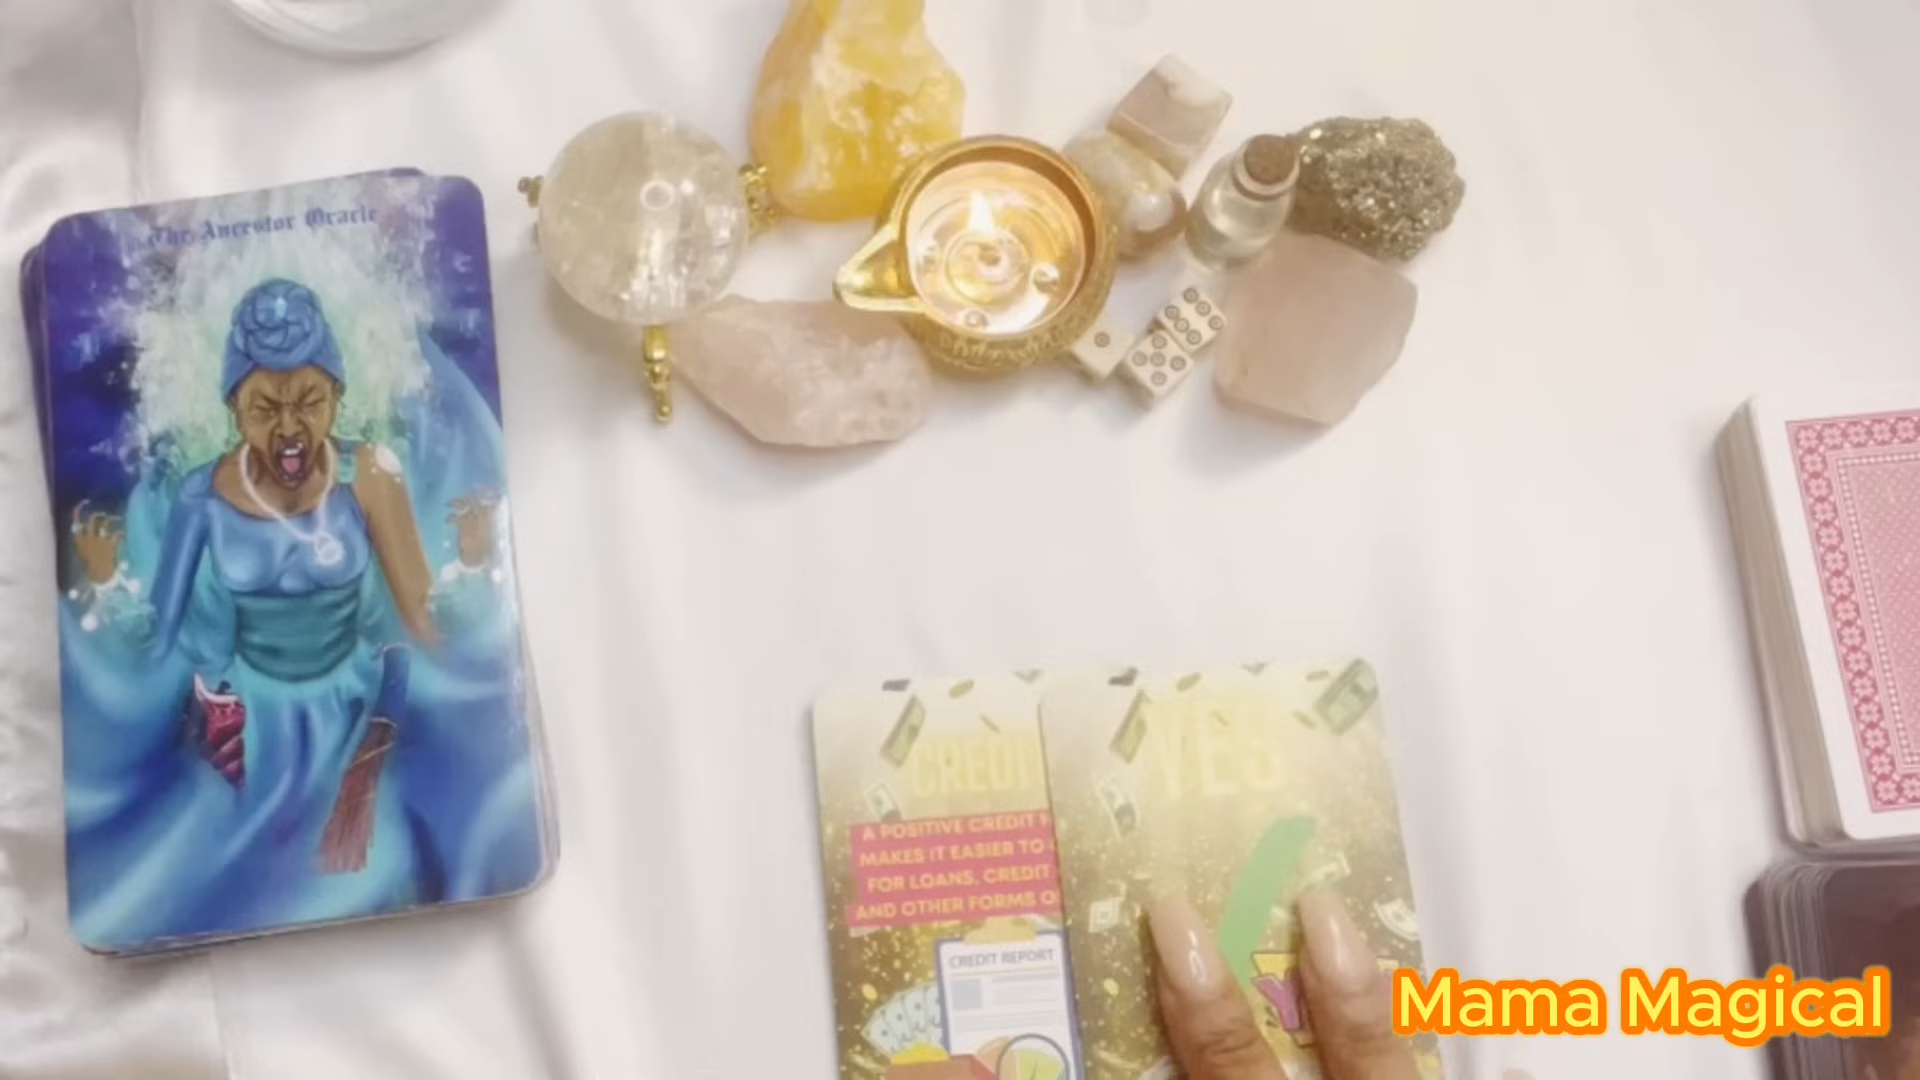 The Ancestor Oracle
CREDI
A POSITIVE CREDIT
MAKES IT EASIER TO
FOR LOANS, CREDIT
AND OTHER FORMS O
CREDIT REPORT
YES
Mama Magical